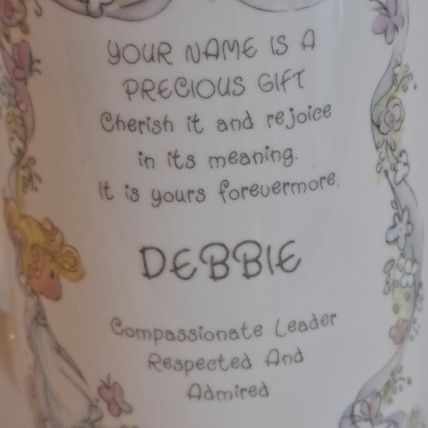 YOUR NAME IS A
PRECIOUS GIFT
Cherish it and rejoice
in its meaning.
It is yours forevermore.
DEBBIE
Compassionate Leader
Respected And
Admired